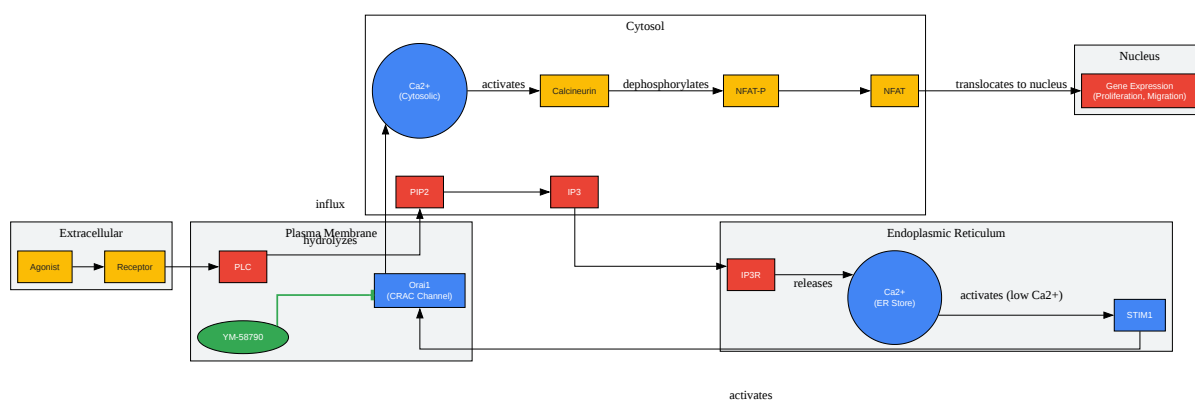 Cytosol
Nucleus
Ca2+
(Cytosolic)
activates
Calcineurin
dephosphorylates
NFAT-P
NFAT
translocates to nucleus
Gene Expression
(Proliferation, Migration)
PIP2
IP3
influx
Extracellular
Plasma Membrane
hydrolyzes
Endoplasmic Reticulum
Agonist
Receptor
PLC
Orai1
(CRAC Channel)
IP3R
releases
Ca2+
(ER Store)
activates (low Ca2+)
STIM1
YM-58790
activates